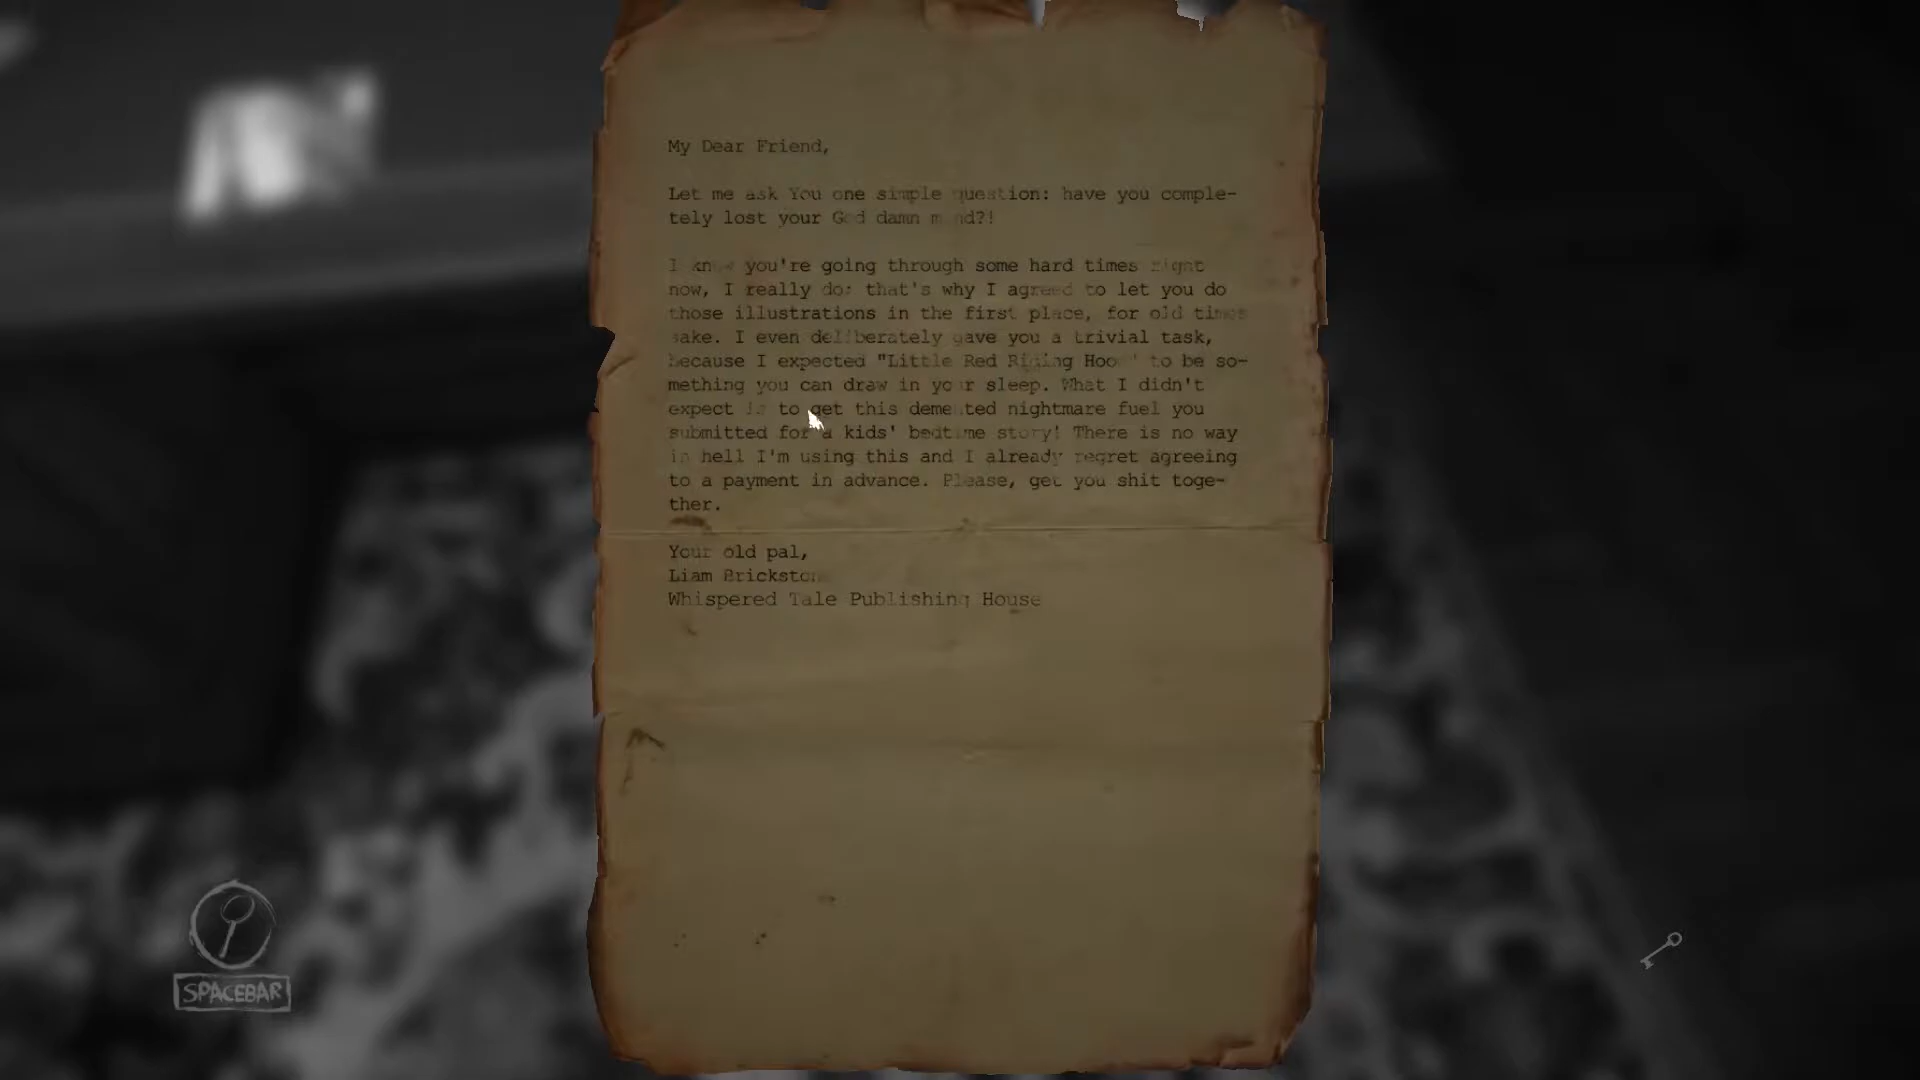 My Dear Friend,
Let me ask You one simple question: have you comple-
tely lost your God damn mind?!
I know you're going through some hard times right
now, I really do: that's why I agreed to let you do
those illustrations in the first place, for old times
sake. I even deliberately gave you a trivial task,
because I expected "Little Red Riding Hood" to be so-
mething you can draw in your sleep. What I didn't
expect is to get this demented nightmare fuel you
submitted for a kids' bedtime story! There is no way
in hell I'm using this and I already regret agreeing
to a payment in advance. Please, get you shit toge-
ther.
Your old pal,
Liam Brickstone
Whispered Tale Publishing House
SPACEBAR